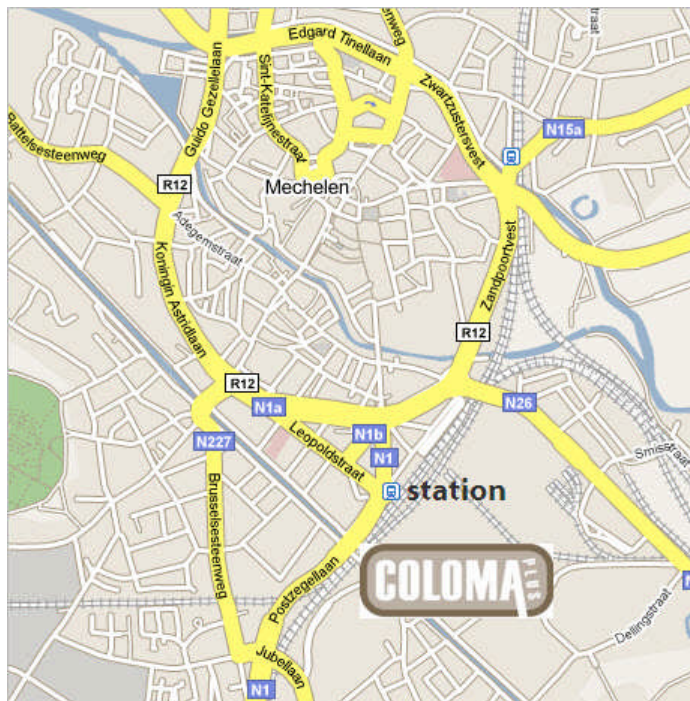 Edgard Tinellaan
Guido Gezellelaan
Sint-Katelijnestraat
Zwartzustersvest
N15a
Battelsesteenweg
Mechelen
R12
Adegemstraat
Koningin Astridlaan
Zandpoortvest
R12
R12
N1a
N26
N1b
N227
Leopoldstraat
N1
Smisstraat
station
Brusselsesteenweg
Postzegellaan
COLOMA
PLUS
Dellingstraat
Jubellaan
N1